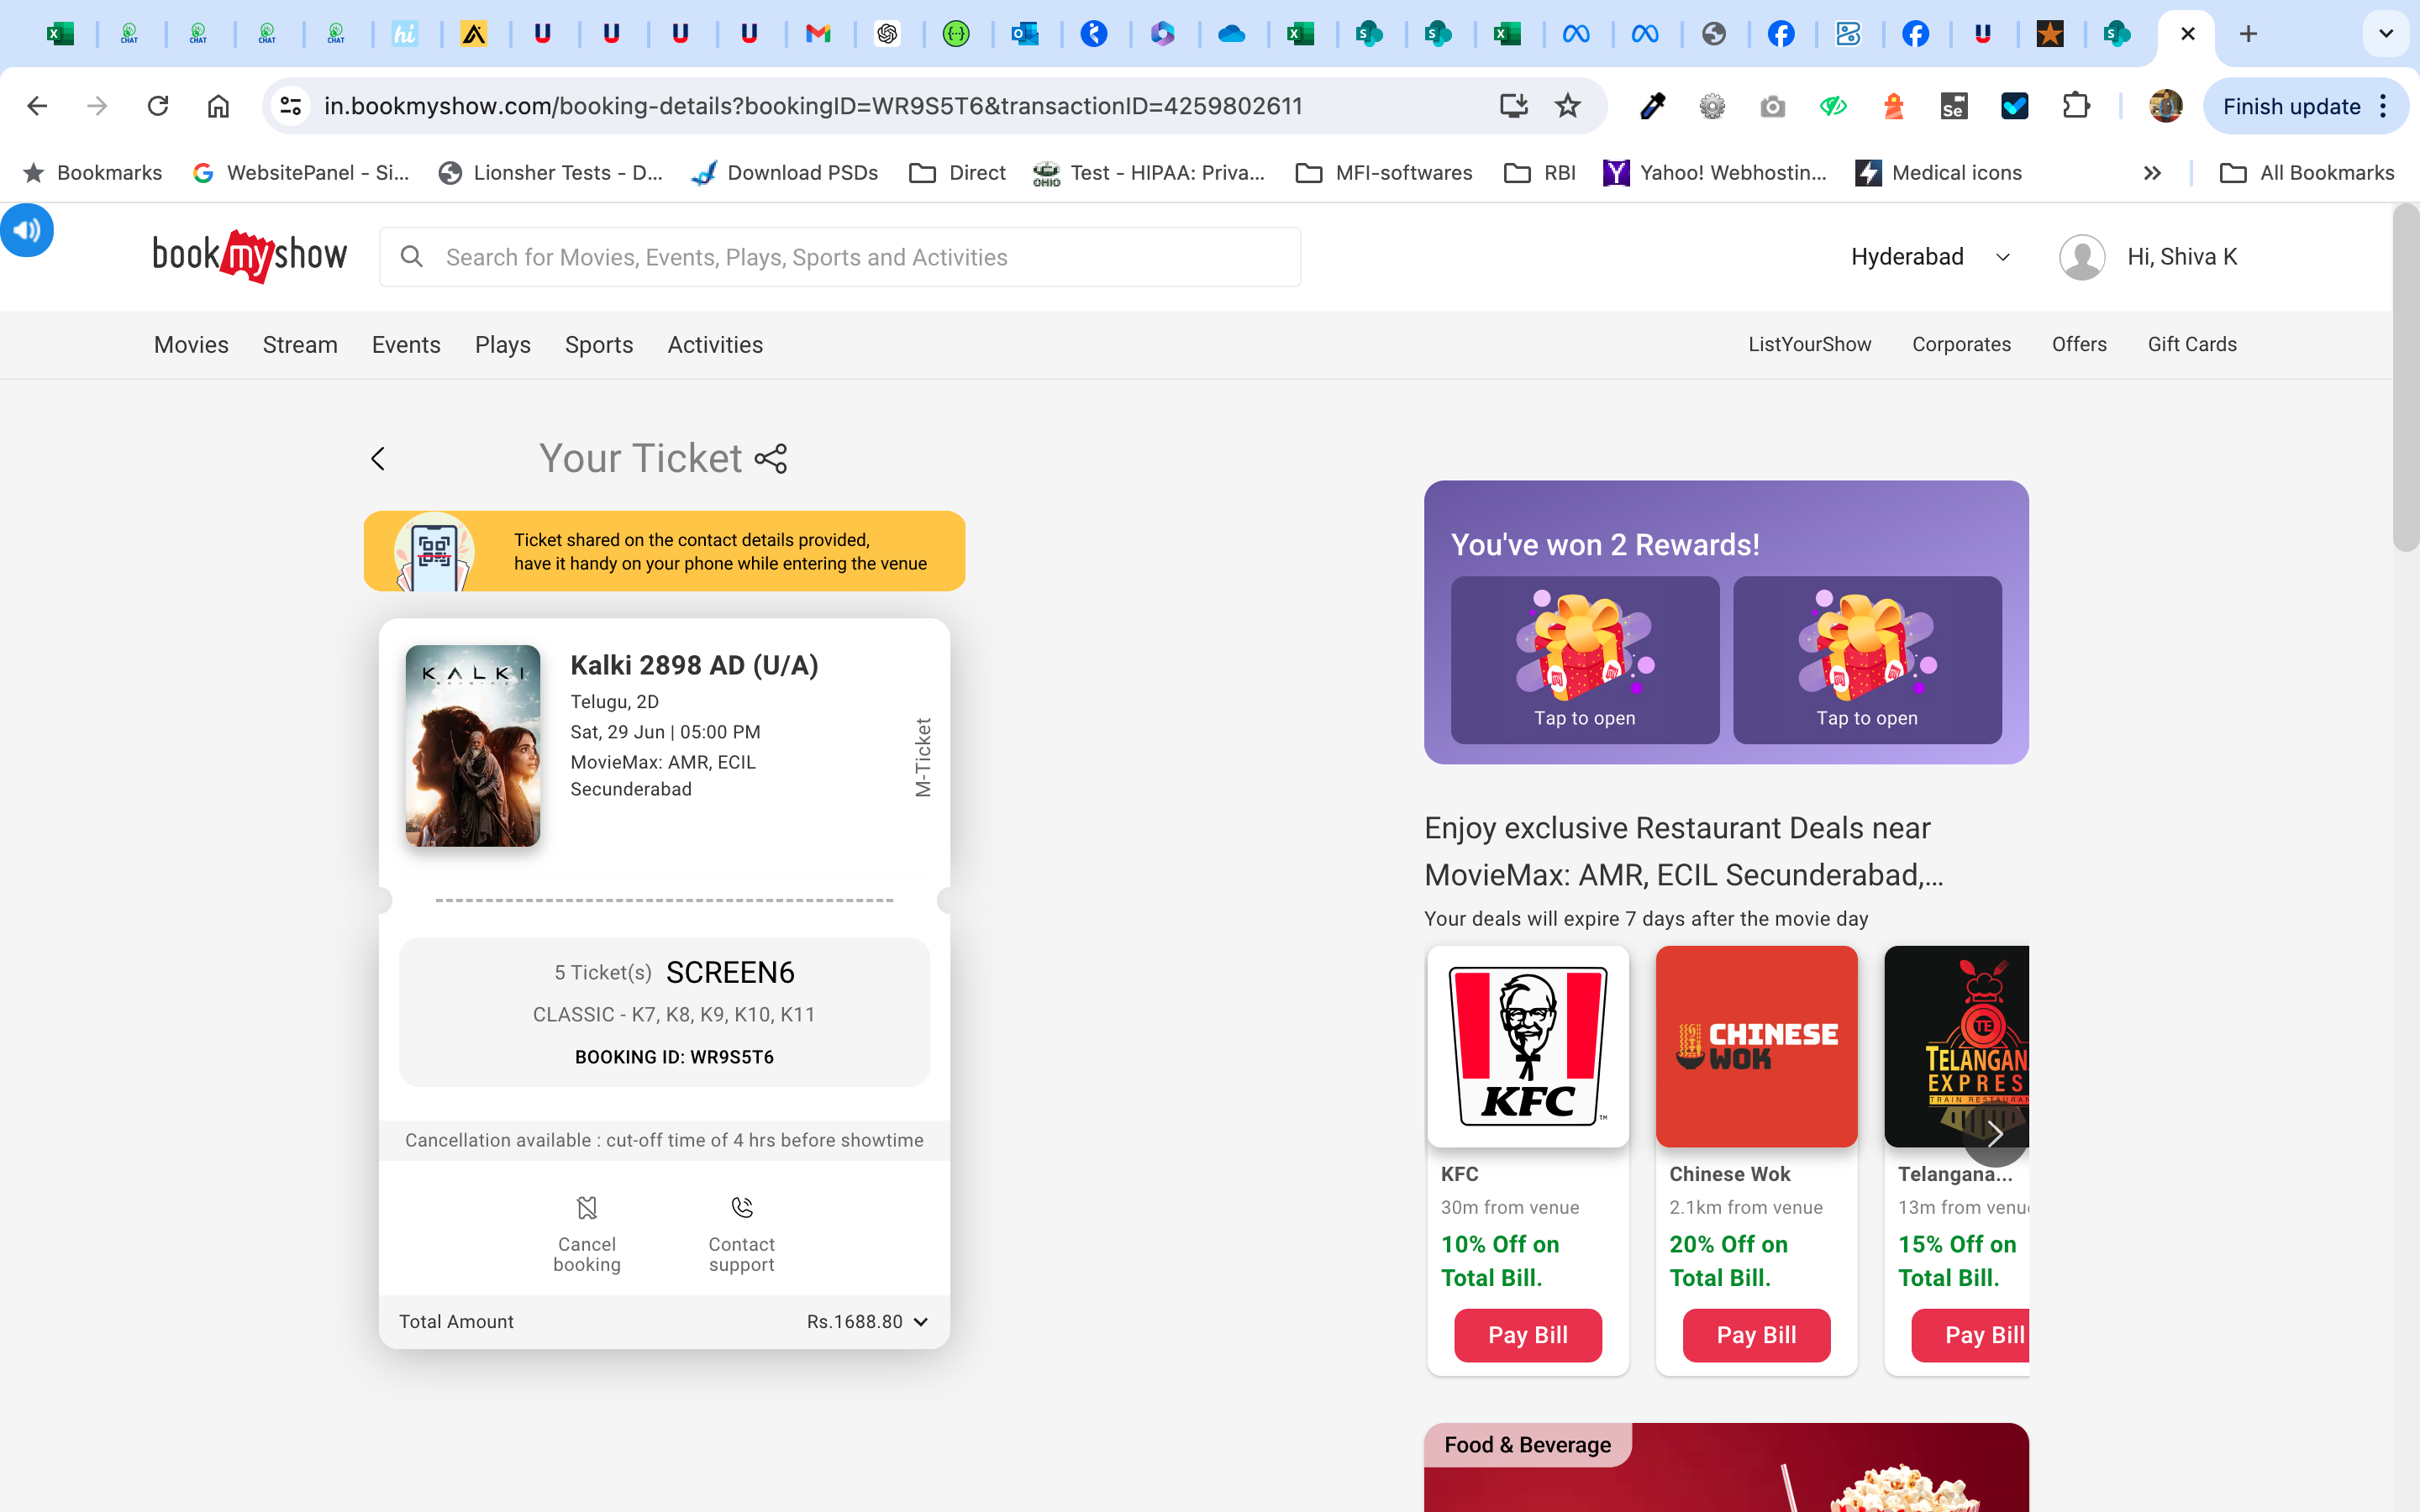 in.bookmyshow.com/booking-details?bookingID=WR9S5T6&transactionID=4259802611
Finish update
Bookmarks
WebsitePanel - Si...
Lionsher Tests - D...
Download PSDs
Direct
Test - HIPAA: Priva...
MFI-softwares
RBI
Yahoo! Webhostin...
Medical icons
All Bookmarks
bookmyshow
Search for Movies, Events, Plays, Sports and Activities
Hyderabad
Hi, Shiva K
Movies
Stream
Events
Plays
Sports
Activities
ListYourShow
Corporates
Offers
Gift Cards
Your Ticket
Ticket shared on the contact details provided,
have it handy on your phone while entering the venue
KALKI
Kalki 2898 AD (U/A)
Telugu, 2D
Sat, 29 Jun | 05:00 PM
MovieMax: AMR, ECIL
Secunderabad
M-Ticket
5 Ticket(s) SCREEN6
CLASSIC - K7, K8, K9, K10, K11
BOOKING ID: WR9S5T6
Cancellation available : cut-off time of 4 hrs before showtime
Cancel
booking
Contact
support
Total Amount
Rs.1688.80
You've won 2 Rewards!
Tap to open
Tap to open
Enjoy exclusive Restaurant Deals near
MovieMax: AMR, ECIL Secunderabad,...
Your deals will expire 7 days after the movie day
KFC
TM
KFC
30m from venue
10% Off on
Total Bill.
Pay Bill
CHINESE
WOK
Chinese Wok
2.1km from venue
20% Off on
Total Bill.
Pay Bill
TE
TELANGAN
EXPRES
TRAIN RESTAURAN
Telangana...
13m from venu
15% Off on
Total Bill.
Pay Bill
Food & Beverage